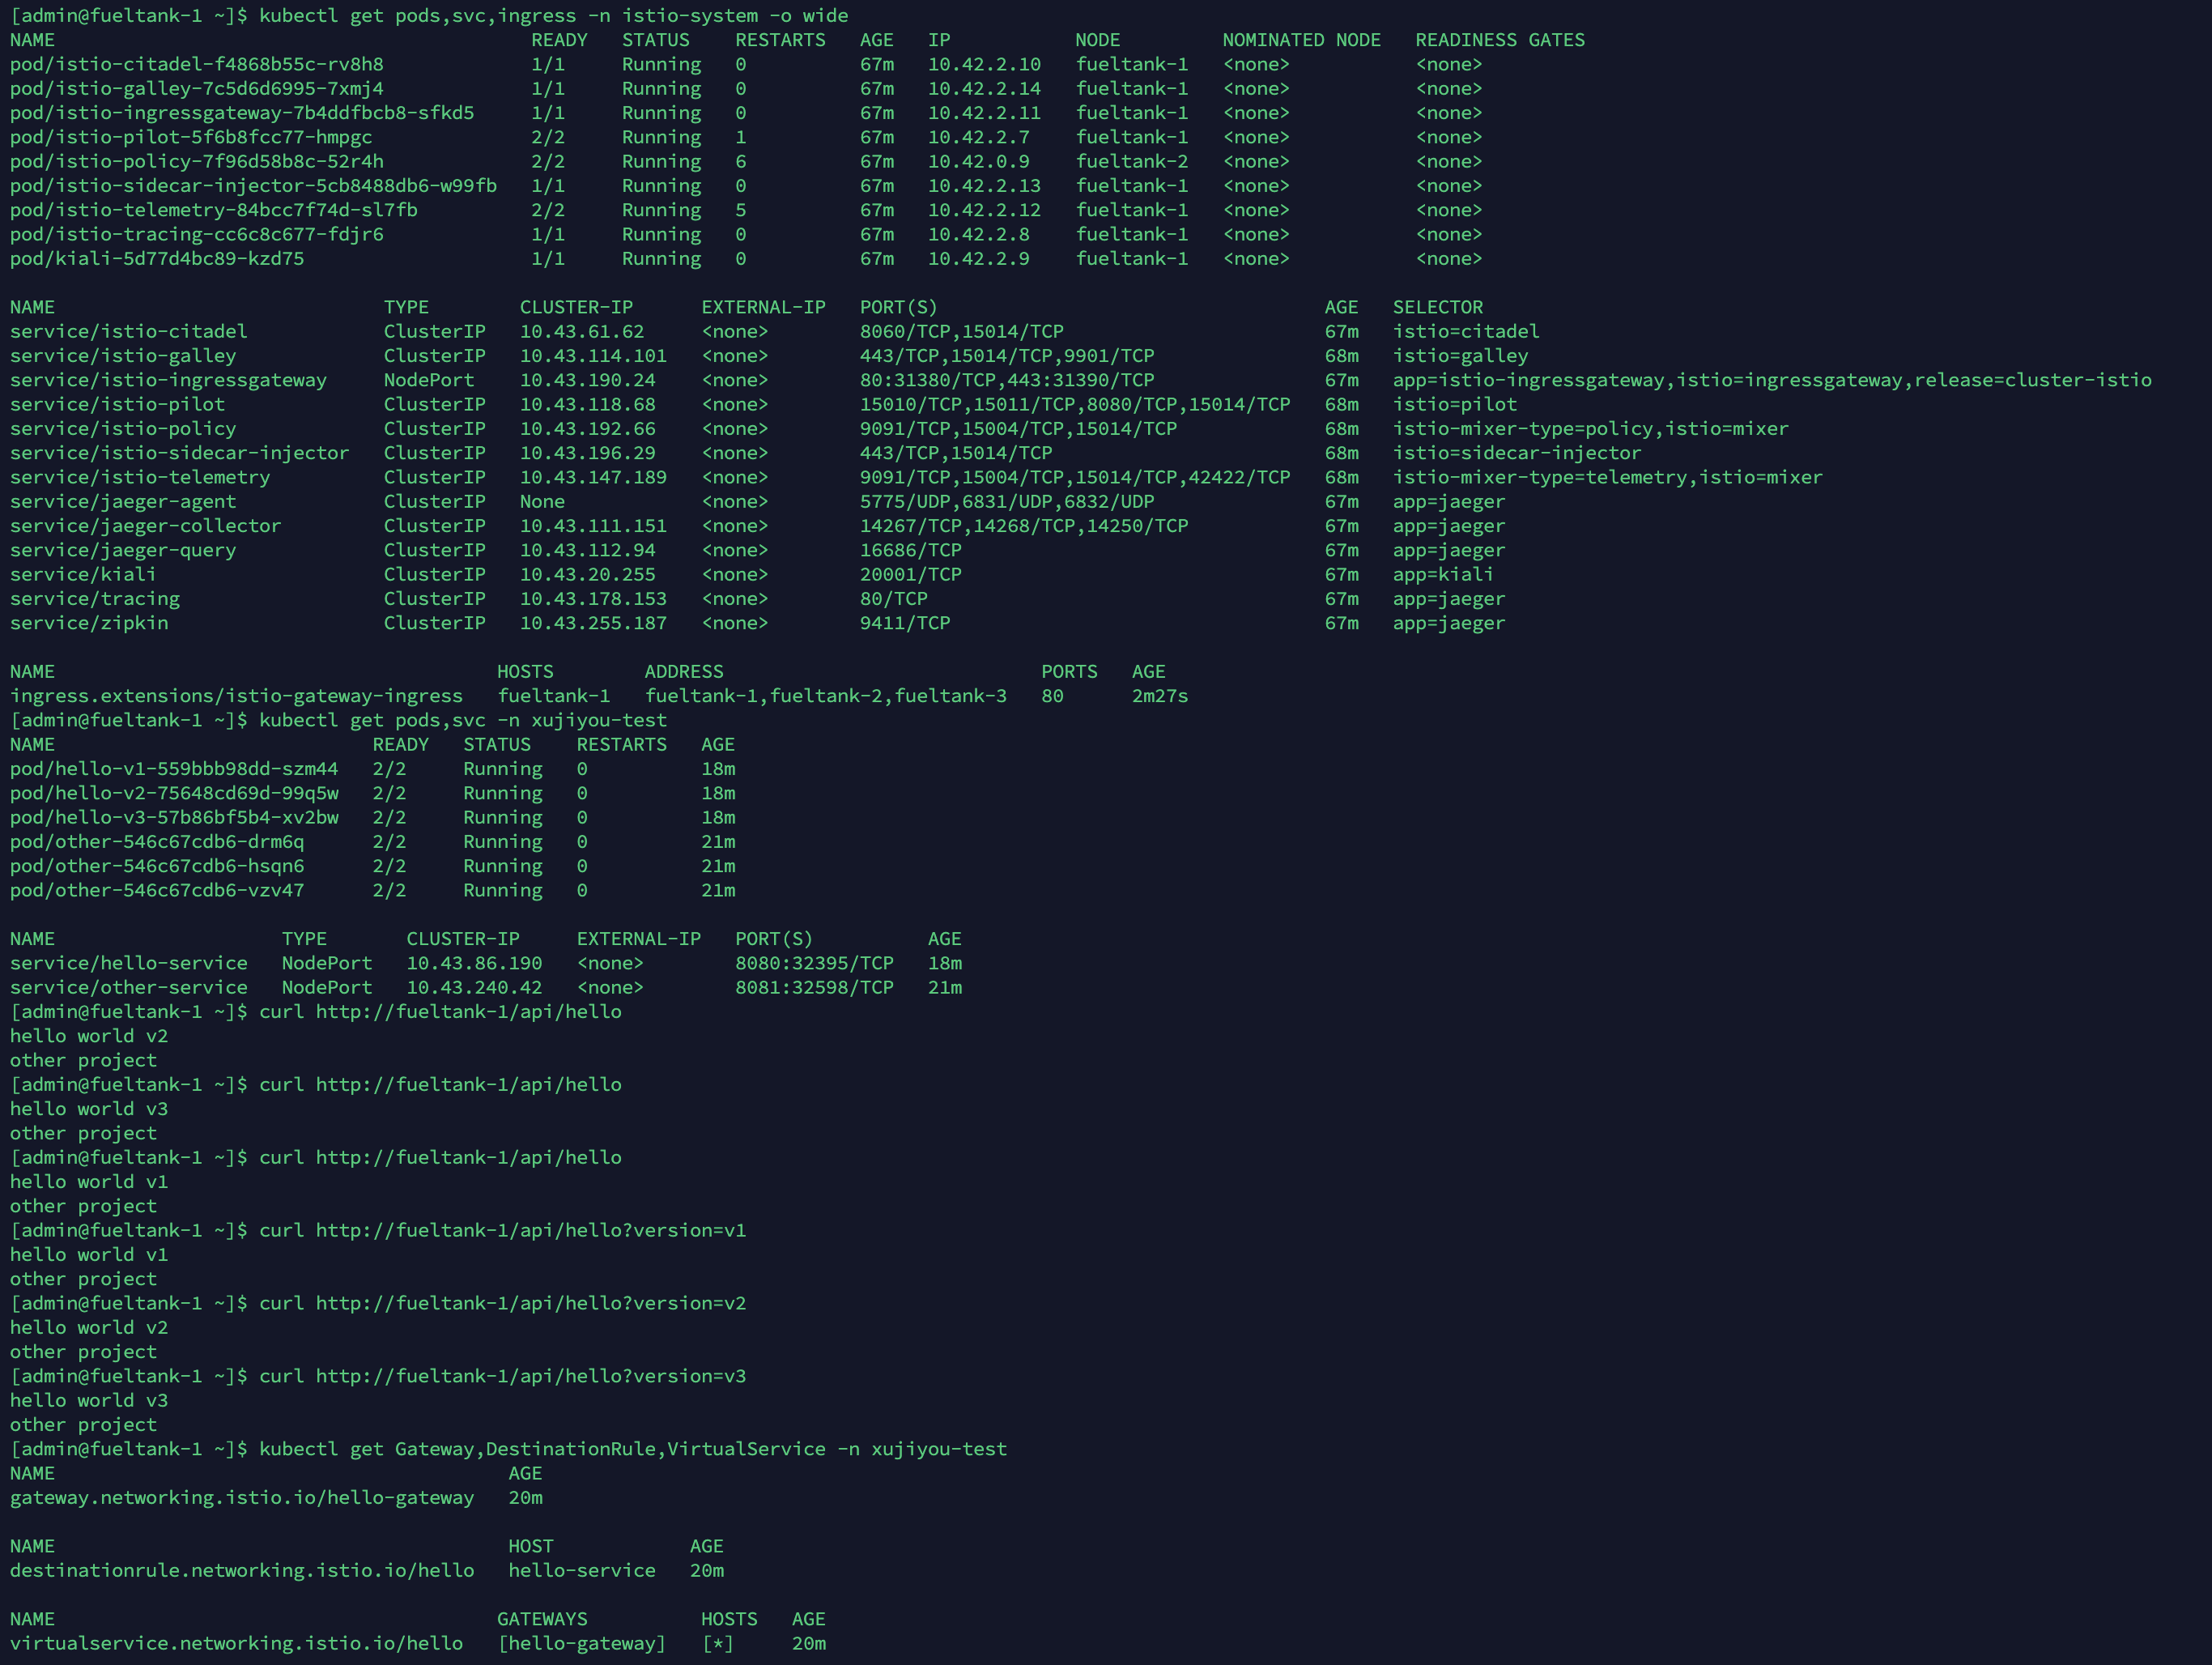 [admin@fueltank-1 ~]$ kubectl get pods,svc,ingress -n istio-system -o wide
NAME READY STATUS RESTARTS AGE IP NODE NOMINATED NODE READINESS GATES
pod/istio-citadel-f4868b55c-rv8h8 1/1 Running 0 67m 10.42.2.10 fueltank-1 <none> <none>
pod/istio-galley-7c5d6d6995-7xmj4 1/1 Running 0 67m 10.42.2.14 fueltank-1 <none> <none>
pod/istio-ingressgateway-7b4ddfbcb8-sfkd5 1/1 Running 0 67m 10.42.2.11 fueltank-1 <none> <none>
pod/istio-pilot-5f6b8fcc77-hmpgc 2/2 Running 1 67m 10.42.2.7 fueltank-1 <none> <none>
pod/istio-policy-7f96d58b8c-52r4h 2/2 Running 6 67m 10.42.0.9 fueltank-2 <none> <none>
pod/istio-sidecar-injector-5cb8488db6-w99fb 1/1 Running 0 67m 10.42.2.13 fueltank-1 <none> <none>
pod/istio-telemetry-84bcc7f74d-sl7fb 2/2 Running 5 67m 10.42.2.12 fueltank-1 <none> <none>
pod/istio-tracing-cc6c8c677-fdjr6 1/1 Running 0 67m 10.42.2.8 fueltank-1 <none> <none>
pod/kiali-5d77d4bc89-kzd75 1/1 Running 0 67m 10.42.2.9 fueltank-1 <none> <none>
NAME TYPE CLUSTER-IP EXTERNAL-IP PORT(S) AGE SELECTOR
service/istio-citadel ClusterIP 10.43.61.62 <none> 8060/TCP,15014/TCP 67m istio=citadel
service/istio-galley ClusterIP 10.43.114.101 <none> 443/TCP,15014/TCP,9901/TCP 68m istio=galley
service/istio-ingressgateway NodePort 10.43.190.24 <none> 80:31380/TCP,443:31390/TCP 67m app=istio-ingressgateway,istio=ingressgateway,release=cluster-istio
service/istio-pilot ClusterIP 10.43.118.68 <none> 15010/TCP,15011/TCP,8080/TCP,15014/TCP 68m istio=pilot
service/istio-policy ClusterIP 10.43.192.66 <none> 9091/TCP,15004/TCP,15014/TCP 68m istio-mixer-type=policy,istio=mixer
service/istio-sidecar-injector ClusterIP 10.43.196.29 <none> 443/TCP,15014/TCP 68m istio=sidecar-injector
service/istio-telemetry ClusterIP 10.43.147.189 <none> 9091/TCP,15004/TCP,15014/TCP,42422/TCP 68m istio-mixer-type=telemetry,istio=mixer
service/jaeger-agent ClusterIP None <none> 5775/UDP,6831/UDP,6832/UDP 67m app=jaeger
service/jaeger-collector ClusterIP 10.43.111.151 <none> 14267/TCP,14268/TCP,14250/TCP 67m app=jaeger
service/jaeger-query ClusterIP 10.43.112.94 <none> 16686/TCP 67m app=jaeger
service/kiali ClusterIP 10.43.20.255 <none> 20001/TCP 67m app=kiali
service/tracing ClusterIP 10.43.178.153 <none> 80/TCP 67m app=jaeger
service/zipkin ClusterIP 10.43.255.187 <none> 9411/TCP 67m app=jaeger
NAME HOSTS ADDRESS PORTS AGE
ingress.extensions/istio-gateway-ingress fueltank-1 fueltank-1,fueltank-2,fueltank-3 80 2m27s
[admin@fueltank-1 ~]$ kubectl get pods,svc -n xujiyou-test
NAME READY STATUS RESTARTS AGE
pod/hello-v1-559bbb98dd-szm44 2/2 Running 0 18m
pod/hello-v2-75648cd69d-99q5w 2/2 Running 0 18m
pod/hello-v3-57b86bf5b4-xv2bw 2/2 Running 0 18m
pod/other-546c67cdb6-drm6q 2/2 Running 0 21m
pod/other-546c67cdb6-hsqn6 2/2 Running 0 21m
pod/other-546c67cdb6-vzv47 2/2 Running 0 21m
NAME TYPE CLUSTER-IP EXTERNAL-IP PORT(S) AGE
service/hello-service NodePort 10.43.86.190 <none> 8080:32395/TCP 18m
service/other-service NodePort 10.43.240.42 <none> 8081:32598/TCP 21m
[admin@fueltank-1 ~]$ curl http://fueltank-1/api/hello
hello world v2
other project
[admin@fueltank-1 ~]$ curl http://fueltank-1/api/hello
hello world v3
other project
[admin@fueltank-1 ~]$ curl http://fueltank-1/api/hello
hello world v1
other project
[admin@fueltank-1 ~]$ curl http://fueltank-1/api/hello?version=v1
hello world v1
other project
[admin@fueltank-1 ~]$ curl http://fueltank-1/api/hello?version=v2
hello world v2
other project
[admin@fueltank-1 ~]$ curl http://fueltank-1/api/hello?version=v3
hello world v3
other project
[admin@fueltank-1 ~]$ kubectl get Gateway,DestinationRule,VirtualService -n xujiyou-test
NAME AGE
gateway.networking.istio.io/hello-gateway 20m
NAME HOST AGE
destinationrule.networking.istio.io/hello hello-service 20m
NAME GATEWAYS HOSTS AGE
virtualservice.networking.istio.io/hello [hello-gateway] [*] 20m